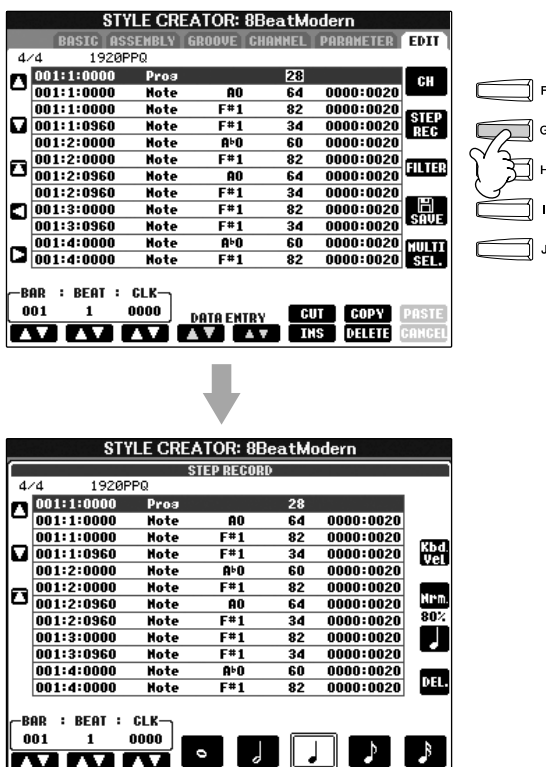 STYLE CREATOR: 8BeatModern
BASIC ASSEMBLY GROOVE CHANNEL PARAMETER EDIT
4/4 1920PPQ
001:1:0000 Prog 28
001:1:0000 Note A0 64 0000:0020
001:1:0000 Note F#1 82 0000:0020
001:1:0960 Note F#1 34 0000:0020
001:2:0000 Note A♭0 60 0000:0020
001:2:0000 Note F#1 82 0000:0020
001:2:0960 Note A0 64 0000:0020
001:2:0960 Note F#1 34 0000:0020
001:3:0000 Note F#1 82 0000:0020
001:3:0960 Note F#1 34 0000:0020
001:4:0000 Note A♭0 60 0000:0020
001:4:0000 Note F#1 82 0000:0020
CH
STEP
REC
FILTER
SAVE
MULTI
SEL.
F
G
H
I
J
BAR : BEAT : CLK
001 1 0000
DATA ENTRY
CUT COPY PASTE
INS DELETE CANCEL
STYLE CREATOR: 8BeatModern
STEP RECORD
4/4 1920PPQ
001:1:0000 Prog 28
001:1:0000 Note A0 64 0000:0020
001:1:0000 Note F#1 82 0000:0020
001:1:0960 Note F#1 34 0000:0020
001:2:0000 Note A♭0 60 0000:0020
001:2:0000 Note F#1 82 0000:0020
001:2:0960 Note A0 64 0000:0020
001:2:0960 Note F#1 34 0000:0020
001:3:0000 Note F#1 82 0000:0020
001:3:0960 Note F#1 34 0000:0020
001:4:0000 Note A♭0 60 0000:0020
001:4:0000 Note F#1 82 0000:0020
Kbd.
Vel
Nrm.
80%
DEL.
BAR : BEAT : CLK
001 1 0000